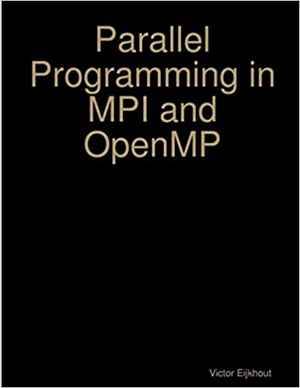 Parallel
Programming in
MPI and
OpenMP
Victor Eijkhout